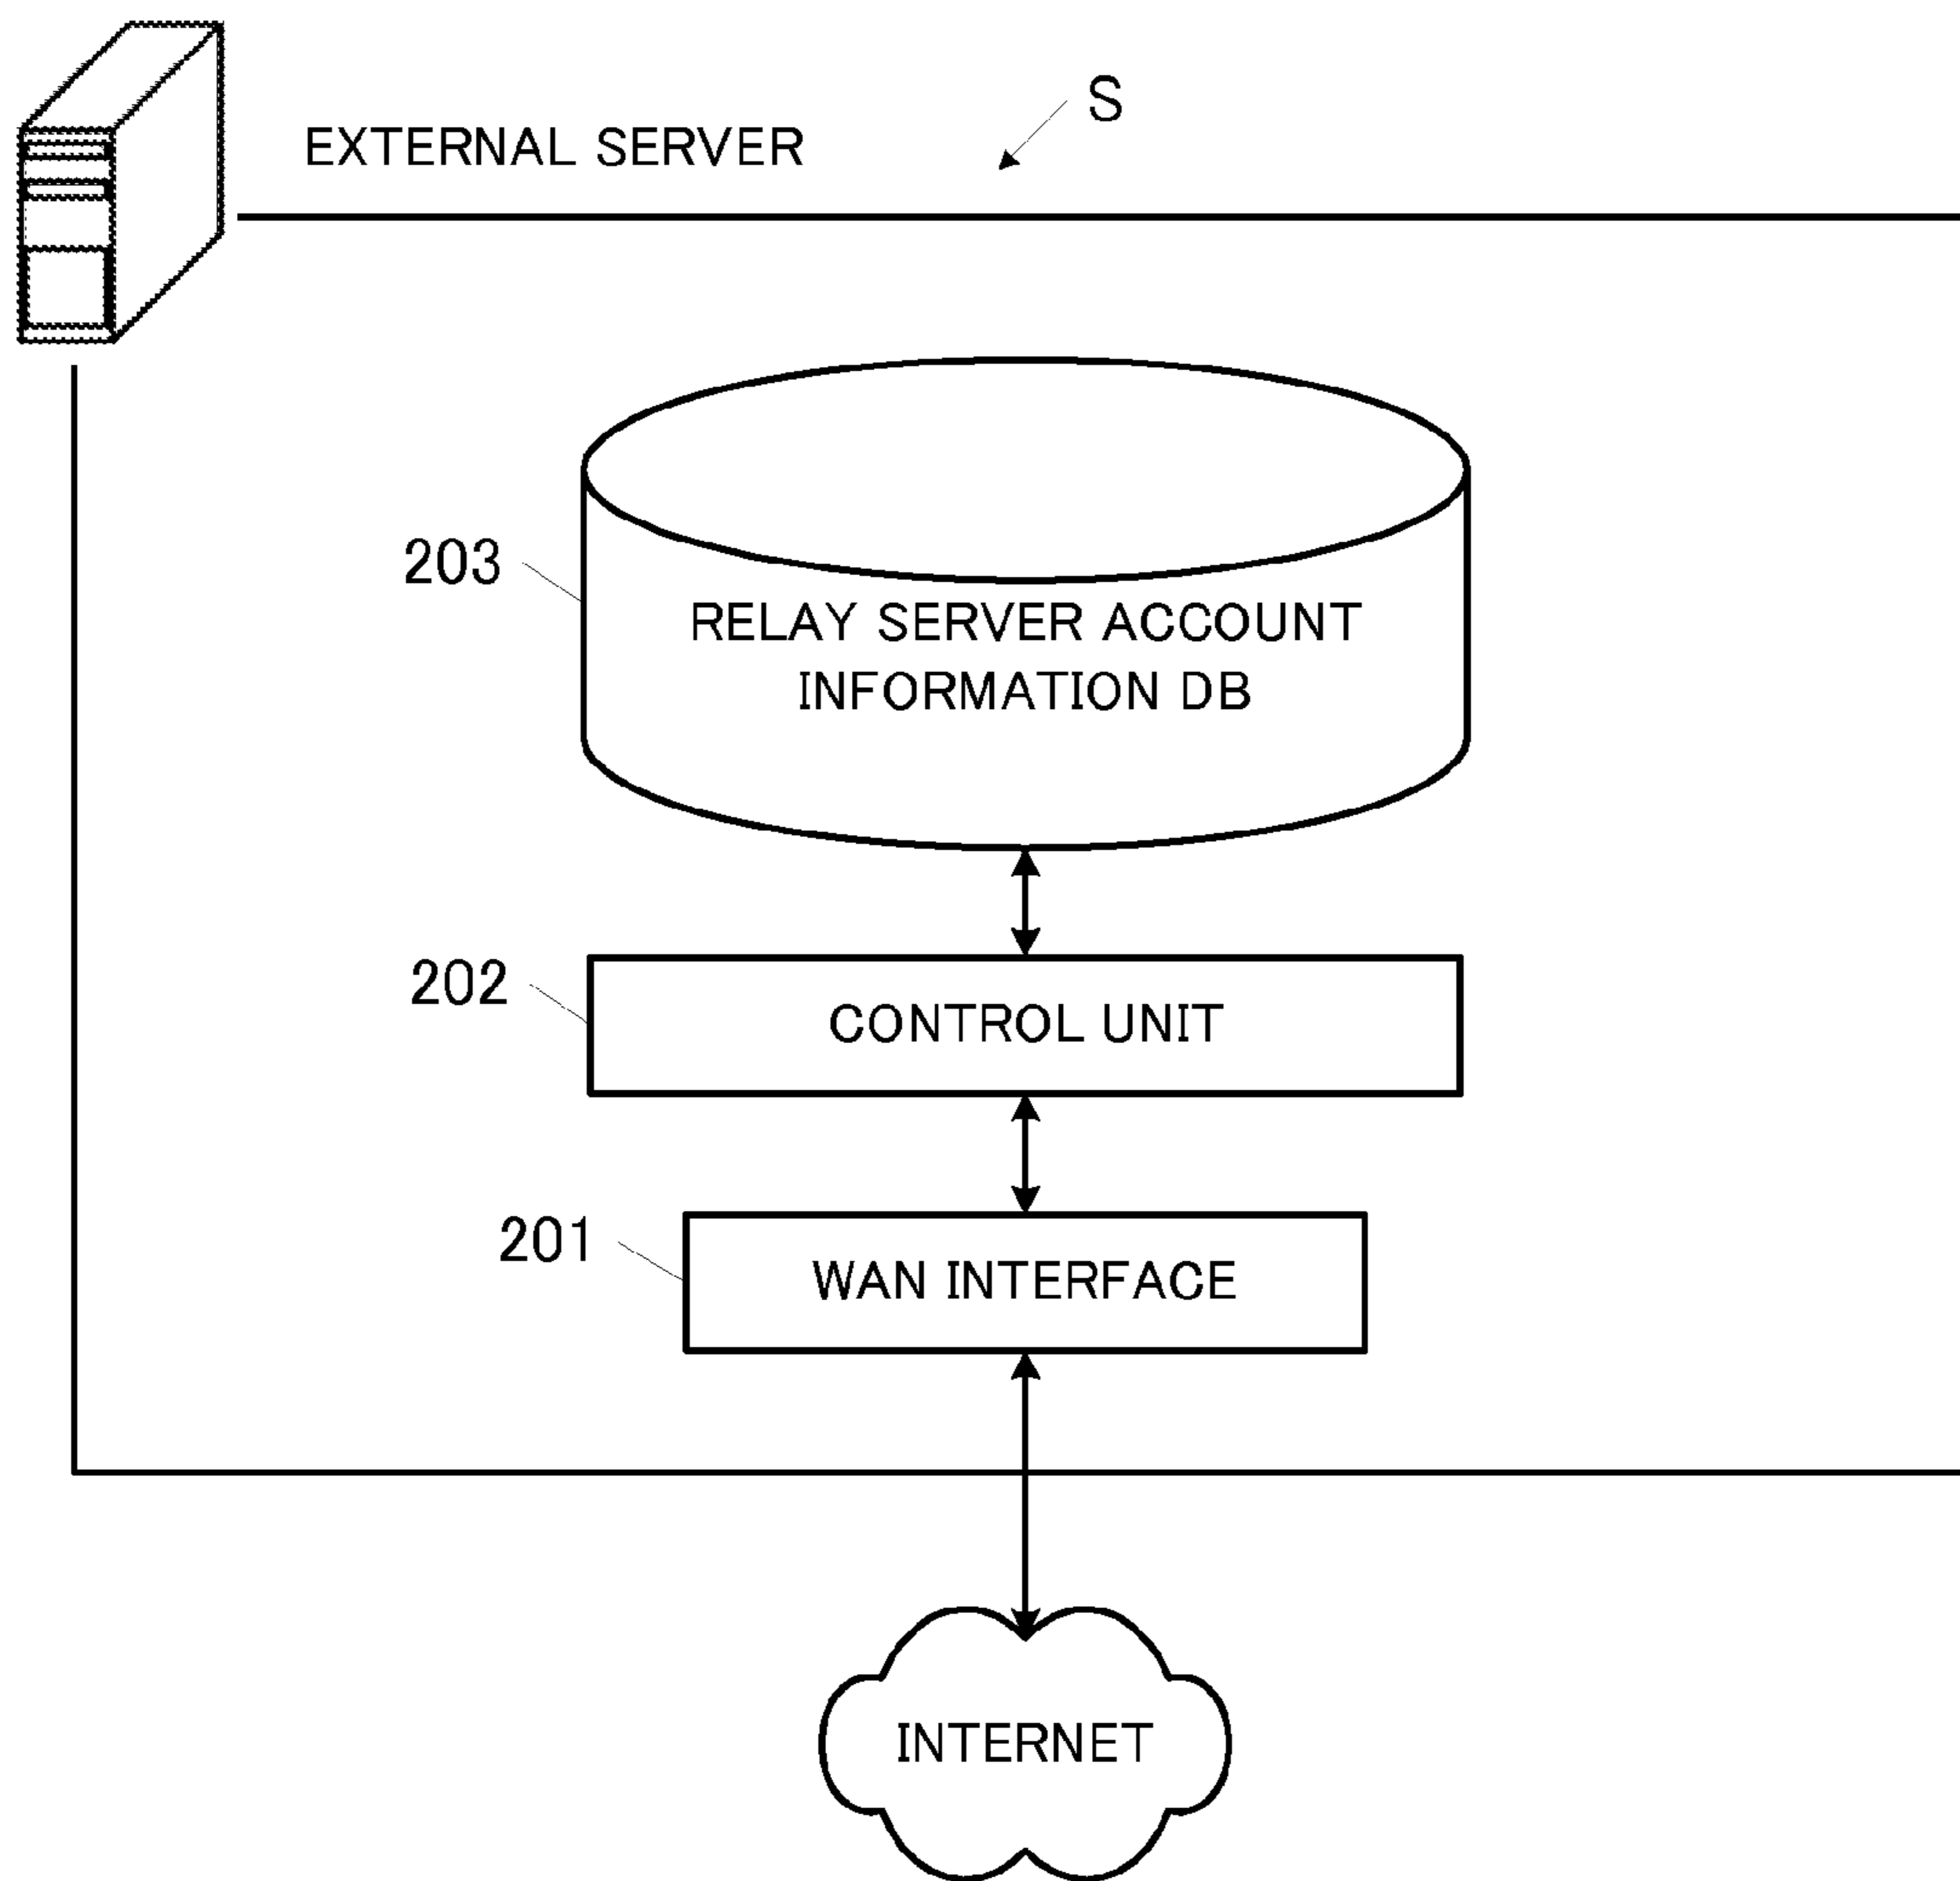 EXTERNAL SERVER
S
203
RELAY SERVER ACCOUNT
INFORMATION DB
202
CONTROL UNIT
201
WAN INTERFACE
INTERNET